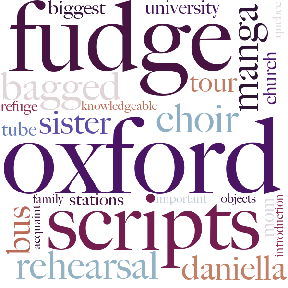 biggest university
fudge
manga
church
bagged
tour
refuge
knowledgeable
tube
sister
choir
oxford
family
stations
important
objects
acquaint
bus
scripts
mom
introduction
rehearsal
daniella